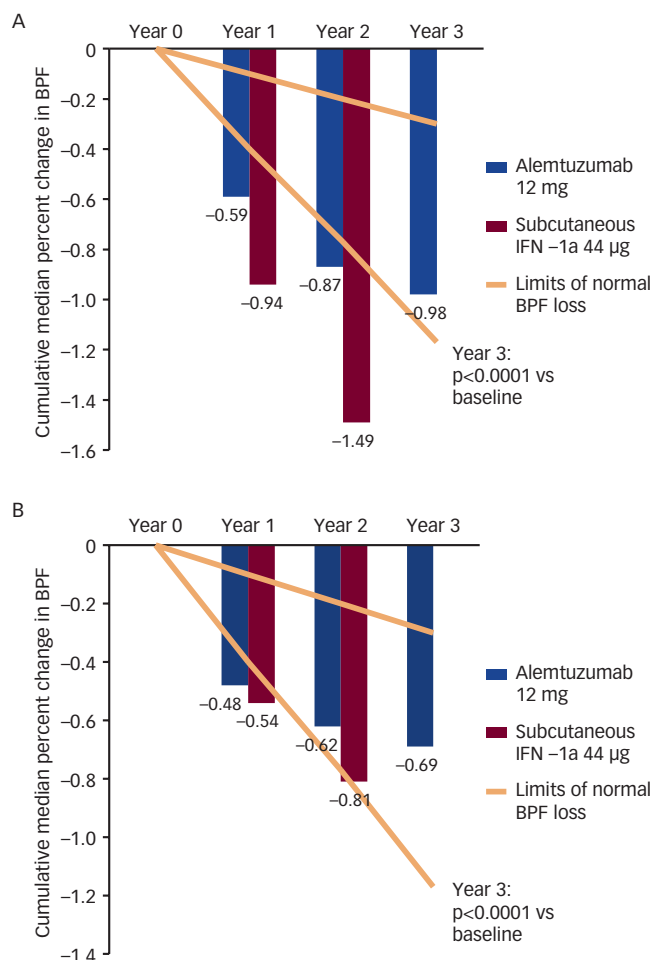 A
Year 0 Year 1 Year 2 Year 3
Cumulative median percent change in BPF
0
−0.2
−0.4
−0.6
−0.8
−1.0
−1.2
−1.4
−1.6
−0.59
−0.94
−0.87
−1.49
−0.98
Alemtuzumab
12 mg
Subcutaneous
IFN −1a 44 µg
Limits of normal
BPF loss
Year 3:
p<0.0001 vs
baseline
B
Year 0 Year 1 Year 2 Year 3
Cumulative median percent change in BPF
0
−0.2
−0.4
−0.6
−0.8
−1.0
−1.2
−1.4
−0.48
−0.54
−0.62
−0.81
−0.69
Alemtuzumab
12 mg
Subcutaneous
IFN −1a 44 µg
Limits of normal
BPF loss
Year 3:
p<0.0001 vs
baseline